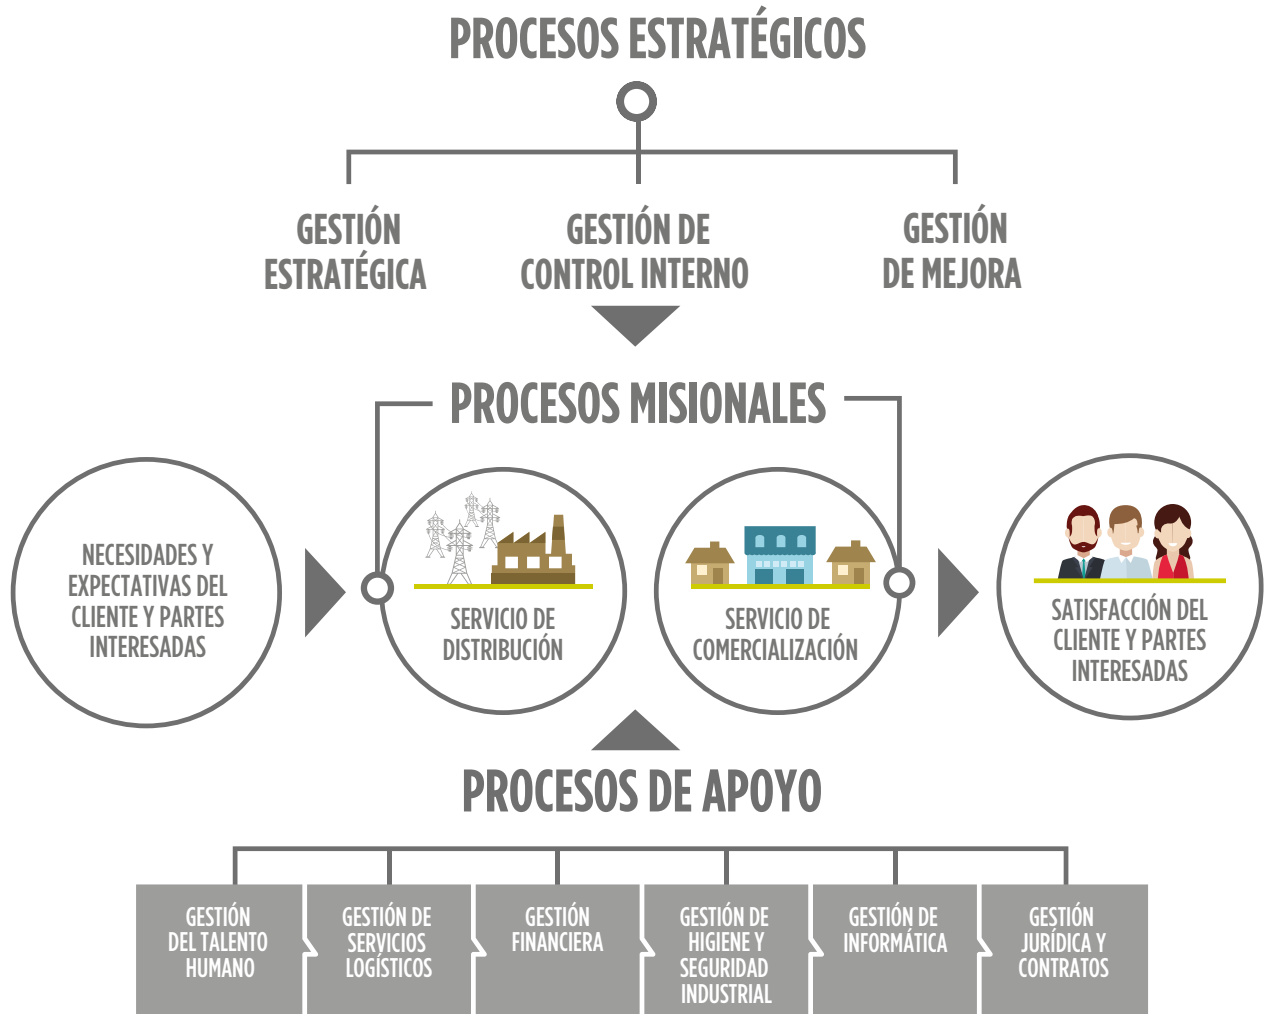 PROCESOS ESTRATÉGICOS
GESTIÓN
ESTRATÉGICA
GESTIÓN DE
CONTROL INTERNO
GESTIÓN
DE MEJORA
PROCESOS MISIONALES
NECESIDADES Y
EXPECTATIVAS DEL
CLIENTE Y PARTES
INTERESADAS
SERVICIO DE
DISTRIBUCIÓN
SERVICIO DE
COMERCIALIZACIÓN
SATISFACCIÓN DEL
CLIENTE Y PARTES
INTERESADAS
PROCESOS DE APOYO
GESTIÓN
DEL TALENTO
HUMANO
GESTIÓN DE
SERVICIOS
LOGÍSTICOS
GESTIÓN
FINANCIERA
GESTIÓN DE
HIGIENE Y
SEGURIDAD
INDUSTRIAL
GESTIÓN DE
INFORMÁTICA
GESTIÓN
JURÍDICA Y
CONTRATOS